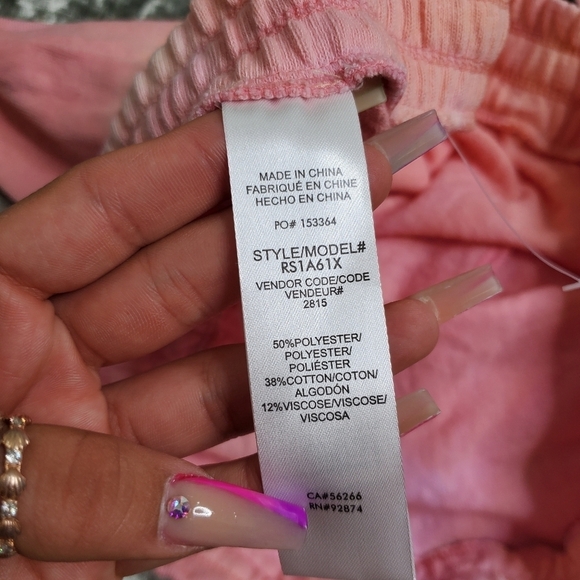 MADE IN CHINA
FABRIQUÉ EN CHINE
HECHO EN CHINA
PO# 153364
STYLE/MODEL#
RS1A61X
VENDOR CODE/CODE
VENDEUR#
2815
50%POLYESTER/
POLYESTER/
POLIÉSTER
38%COTTON/COTON/
ALGODÓN
12%VISCOSE/VISCOSE/
VISCOSA
CA#56266
RN#92874